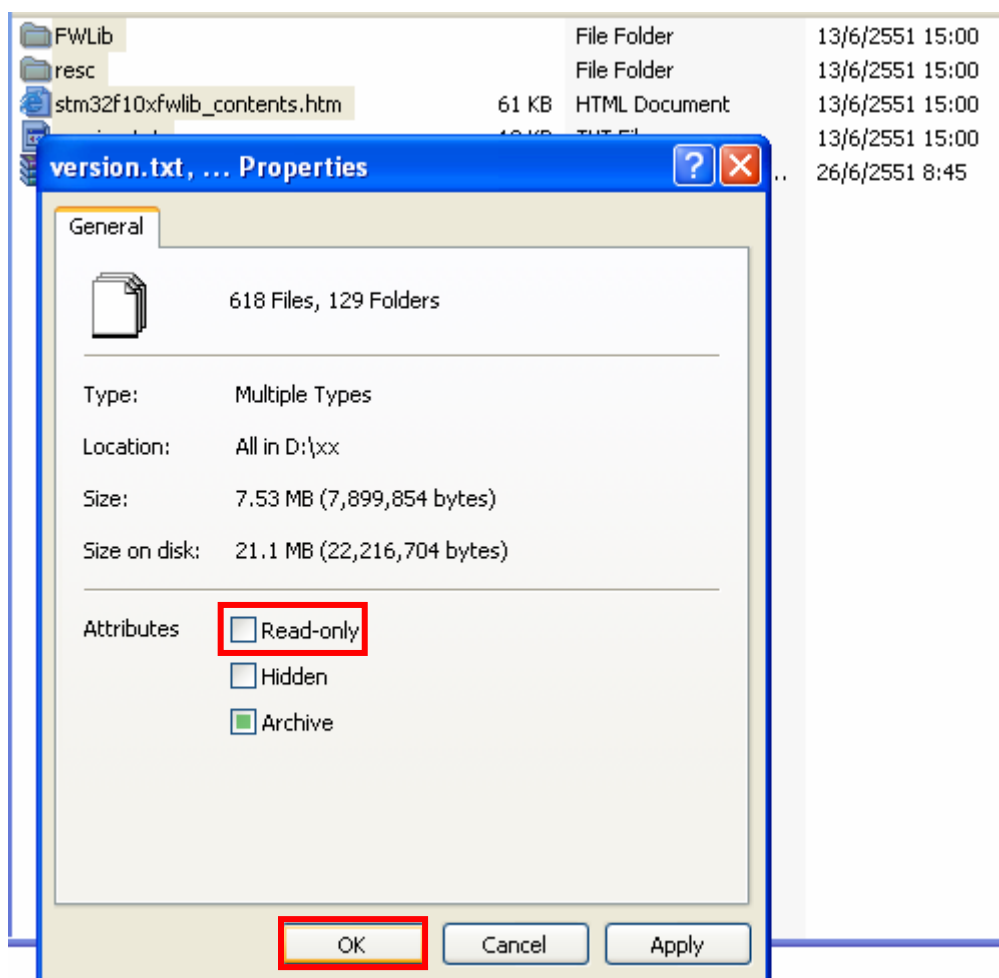 FWLib File Folder 13/6/2551 15:00
resc File Folder 13/6/2551 15:00
stm32f10xfwlib_contents.htm 61 KB HTML Document 13/6/2551 15:00
13/6/2551 15:00
version.txt, ... Properties
.. 26/6/2551 8:45
General
618 Files, 129 Folders
Type: Multiple Types
Location: All in D:\xx
Size: 7.53 MB (7,899,854 bytes)
Size on disk: 21.1 MB (22,216,704 bytes)
Attributes Read-only
Hidden
Archive
OK Cancel Apply